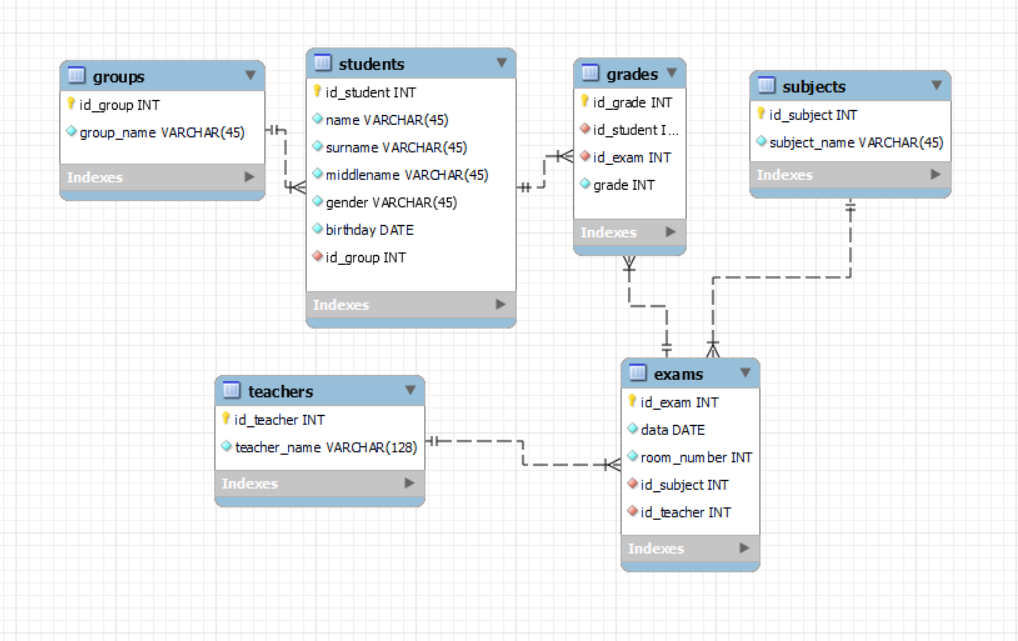 groups
id_group INT
group_name VARCHAR(45)
Indexes
students
id_student INT
name VARCHAR(45)
surname VARCHAR(45)
middlename VARCHAR(45)
gender VARCHAR(45)
birthday DATE
id_group INT
Indexes
grades
id_grade INT
id_student I...
id_exam INT
grade INT
Indexes
subjects
id_subject INT
subject_name VARCHAR(45)
Indexes
teachers
id_teacher INT
teacher_name VARCHAR(128)
Indexes
exams
id_exam INT
data DATE
room_number INT
id_subject INT
id_teacher INT
Indexes